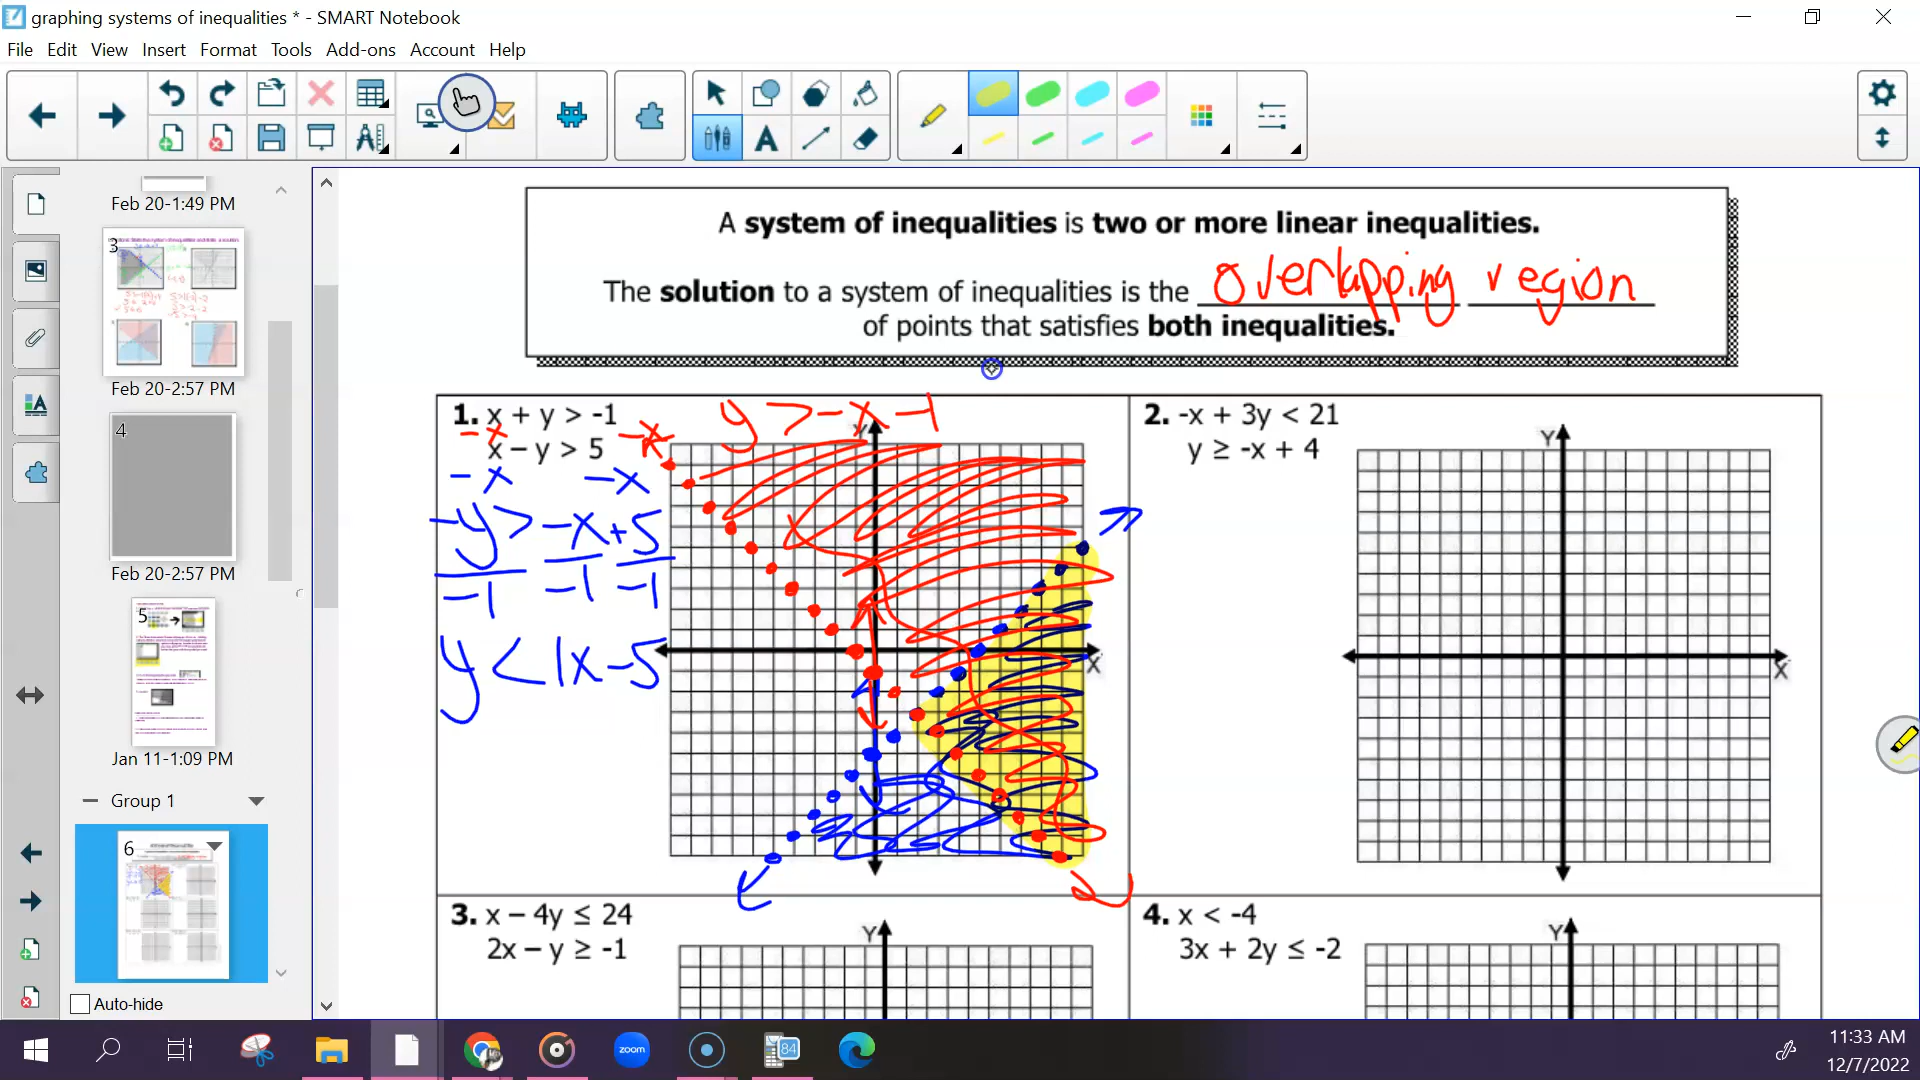 graphing systems of inequalities * - SMART Notebook
File Edit View Insert Format Tools Add-ons Account Help
Feb 20-1:49 PM
3
Feb 20-2:57 PM
4
Feb 20-2:57 PM
5
Jan 11-1:09 PM
Group 1
6
Auto-hide
A system of inequalities is two or more linear inequalities.
The solution to a system of inequalities is the overlapping region
of points that satisfies both inequalities.
1. x + y > -1
-x -x
x – y > 5
y > -x -1
-x -x
-y > -x + 5
-1 -1 -1
y < 1x - 5
Y
X
2. -x + 3y < 21
y ≥ -x + 4
Y
X
3. x – 4y ≤ 24
2x – y ≥ -1
Y
4. x < -4
3x + 2y ≤ -2
Y
zoom
84
11:33 AM
12/7/2022